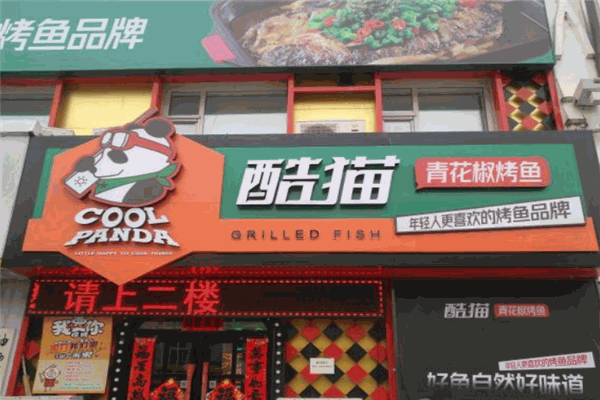 烤鱼品牌
COOL
PANDA
酷猫
青花椒烤鱼
GRILLED FISH
年轻人更喜欢的烤鱼品牌
请上二楼
酷猫 青花椒烤鱼
年轻人更喜欢的烤鱼品牌
好鱼自然好味道